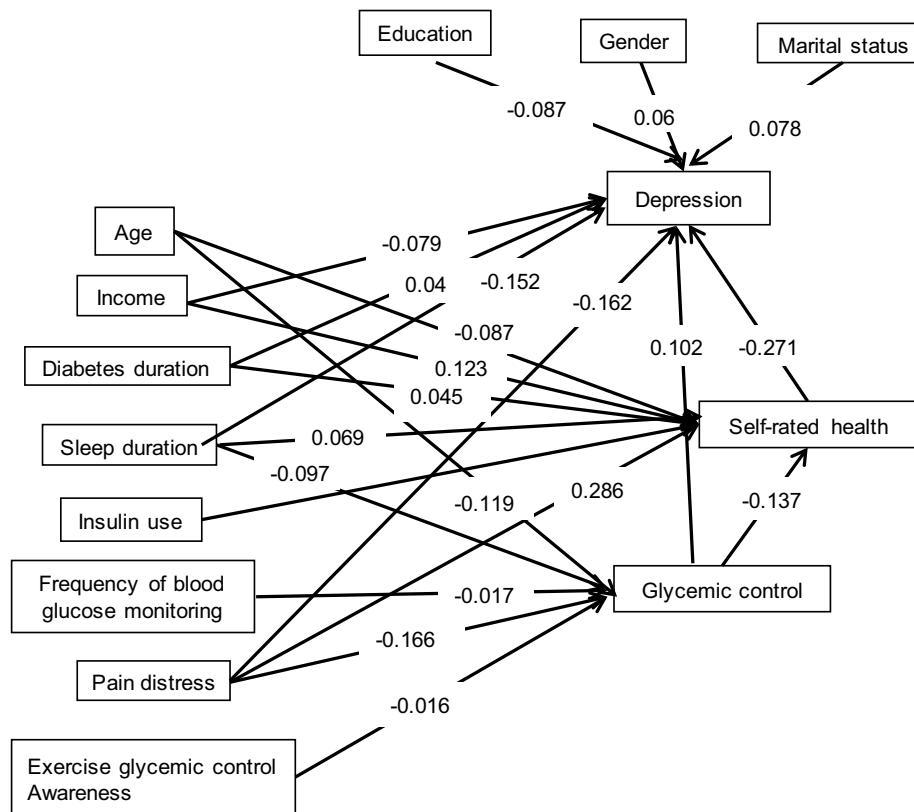 Education
Gender
Marital status
-0.087
0.06
0.078
Depression
Age
-0.079
Income
0.04
-0.152
-0.162
-0.087
Diabetes duration
0.123
0.102
-0.271
0.045
Sleep duration
0.069
Self-rated health
-0.097
Insulin use
-0.119
0.286
-0.137
Frequency of blood
glucose monitoring
-0.017
Glycemic control
-0.166
Pain distress
-0.016
Exercise glycemic control
Awareness